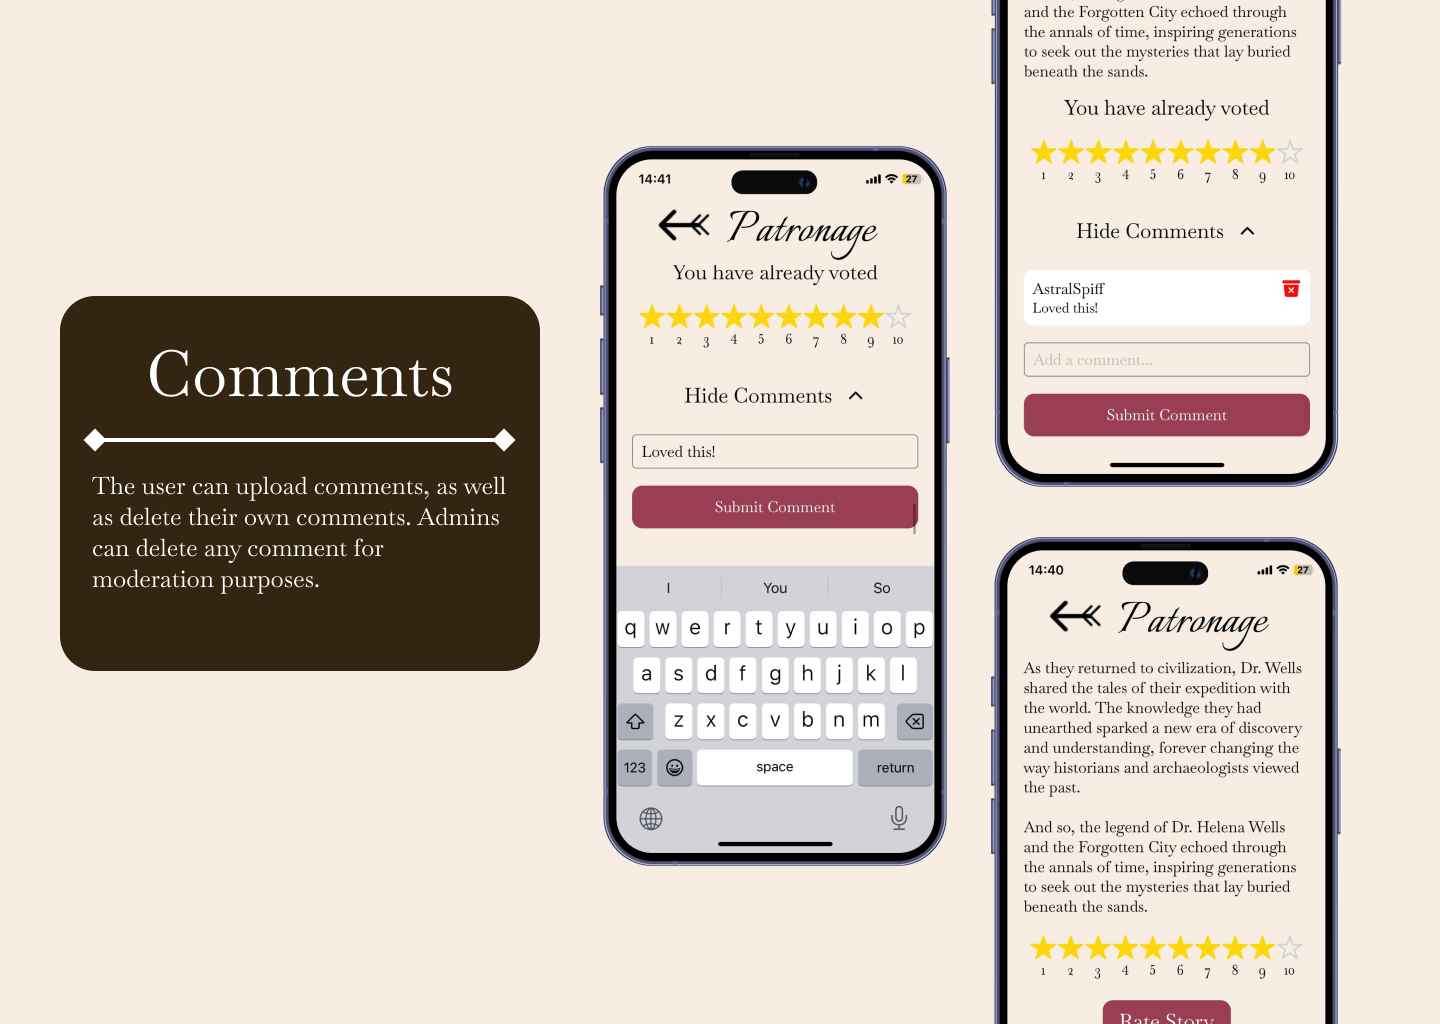 Comments
The user can upload comments, as well
as delete their own comments. Admins
can delete any comment for
moderation purposes.
14:41
27
Patronage
You have already voted
1 2 3 4 5 6 7 8 9 10
Hide Comments
Loved this!
Submit Comment
I You So
q w e r t y u i o p
a s d f g h j k l
z x c v b n m
123 space return
and the Forgotten City echoed through
the annals of time, inspiring generations
to seek out the mysteries that lay buried
beneath the sands.
You have already voted
1 2 3 4 5 6 7 8 9 10
Hide Comments
AstralSpiff
Loved this!
Add a comment...
Submit Comment
14:40
27
Patronage
As they returned to civilization, Dr. Wells
shared the tales of their expedition with
the world. The knowledge they had
unearthed sparked a new era of discovery
and understanding, forever changing the
way historians and archaeologists viewed
the past.
And so, the legend of Dr. Helena Wells
and the Forgotten City echoed through
the annals of time, inspiring generations
to seek out the mysteries that lay buried
beneath the sands.
1 2 3 4 5 6 7 8 9 10
Rate Story